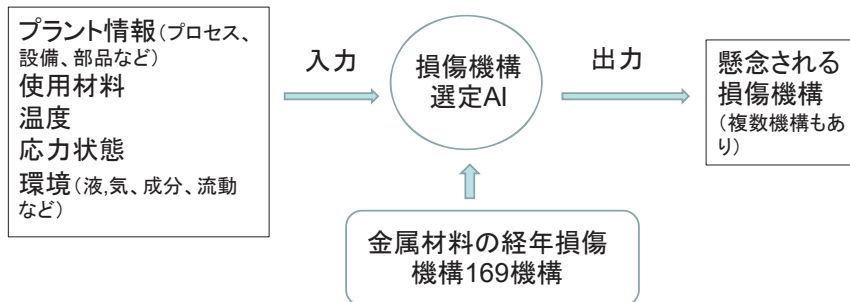 プラント情報(プロセス、
設備、部品など)
使用材料
温度
応力状態
環境(液,気、成分、流動
など)
入力
損傷機構
選定AI
出力
懸念される
損傷機構
(複数機構もあ
り)
金属材料の経年損傷
機構169機構